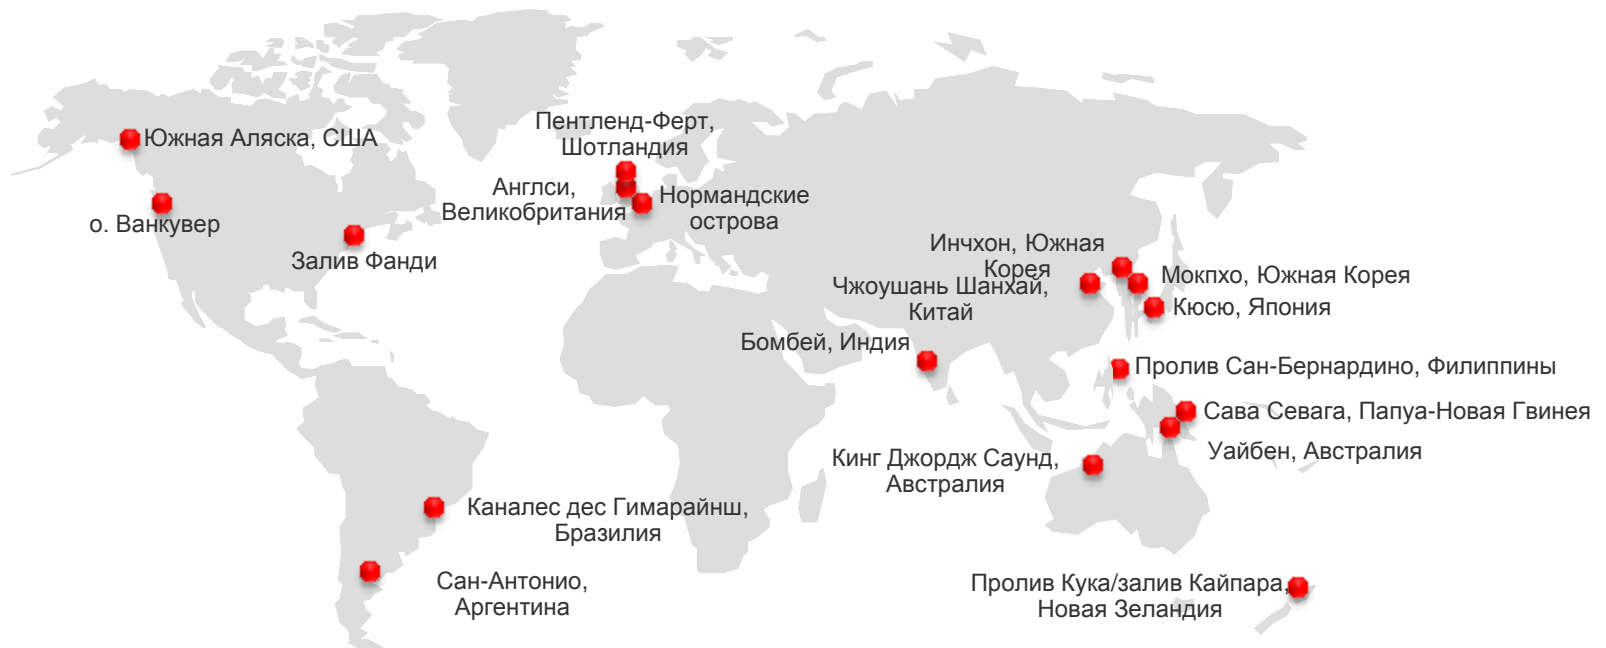 Южная Аляска, США
о. Ванкувер
Залив Фанди
Пентленд-Ферт,
Шотландия
Англси,
Великобритания
Нормандские
острова
Инчхон, Южная
Корея
Чжоушань Шанхай,
Китай
Мокпхо, Южная Корея
Кюсю, Япония
Бомбей, Индия
Пролив Сан-Бернардино, Филиппины
Сава Севага, Папуа-Новая Гвинея
Уайбен, Австралия
Кинг Джордж Саунд,
Австралия
Каналес дес Гимарайнш,
Бразилия
Сан-Антонио,
Аргентина
Пролив Кука/залив Кайпара,
Новая Зеландия